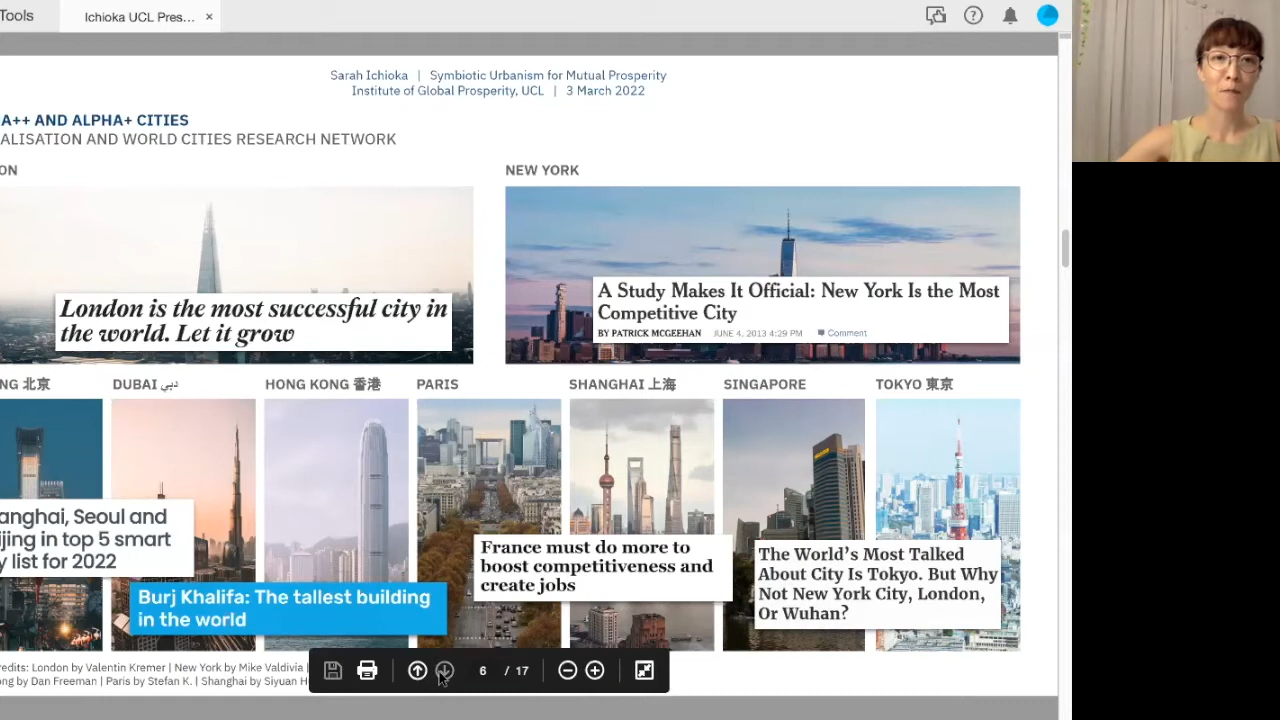 Tools
Ichioka UCL Pres... ×
Sarah Ichioka | Symbiotic Urbanism for Mutual Prosperity
Institute of Global Prosperity, UCL | 3 March 2022
A++ AND ALPHA+ CITIES
ALISATION AND WORLD CITIES RESEARCH NETWORK
ON
NEW YORK
London is the most successful city in
the world. Let it grow
A Study Makes It Official: New York Is the Most
Competitive City
BY PATRICK MCGEEHAN JUNE 4, 2013 4:29 PM Comment
NG 北京
DUBAI دبي
HONG KONG 香港
PARIS
SHANGHAI 上海
SINGAPORE
TOKYO 東京
anghai, Seoul and
ijing in top 5 smart
y list for 2022
Burj Khalifa: The tallest building
in the world
France must do more to
boost competitiveness and
create jobs
The World's Most Talked
About City Is Tokyo. But Why
Not New York City, London,
Or Wuhan?
redits: London by Valentin Kremer | New York by Mike Valdivia |
ong by Dan Freeman | Paris by Stefan K. | Shanghai by Siyuan H
6 / 17